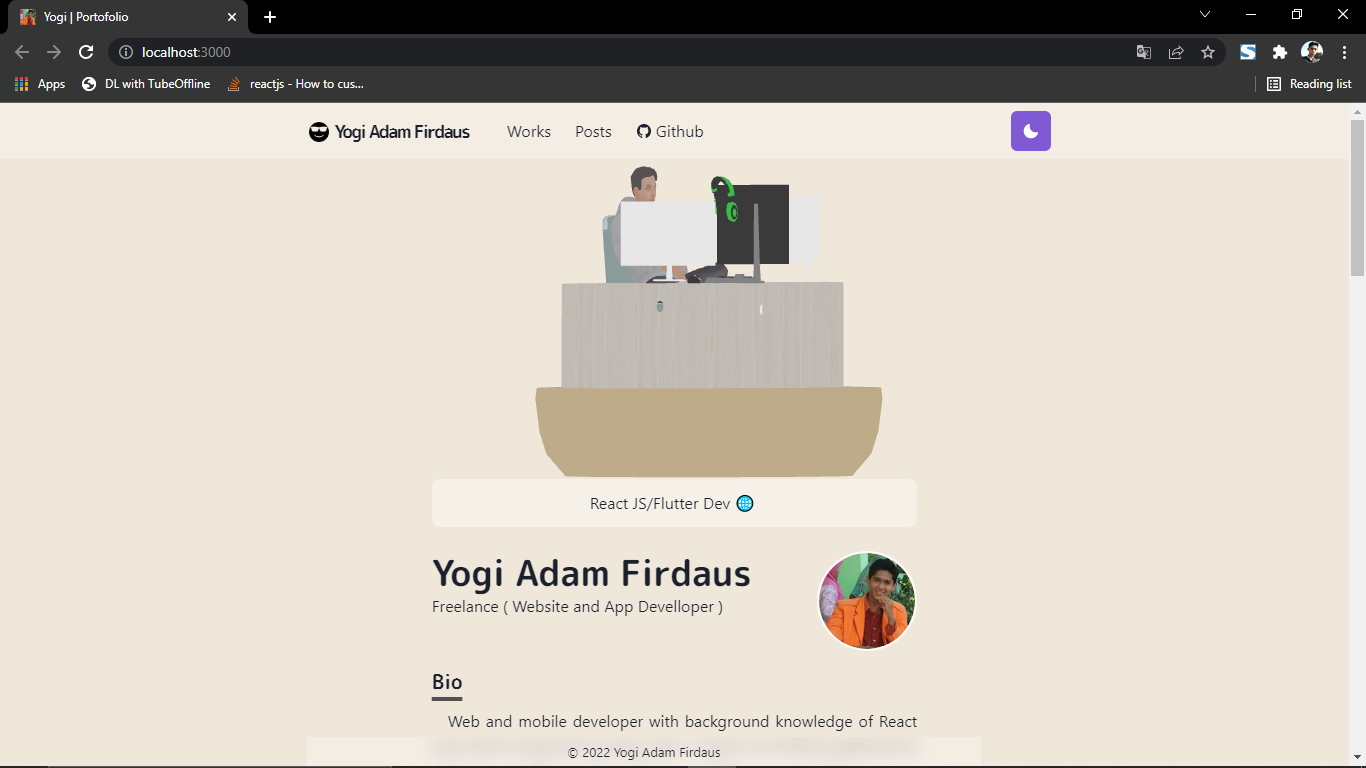 Yogi | Portofolio
localhost:3000
Apps DL with TubeOffline reactjs - How to cus... Reading list
Yogi Adam Firdaus Works Posts Github
React JS/Flutter Dev
Yogi Adam Firdaus
Freelance ( Website and App Develloper )
Bio
Web and mobile developer with background knowledge of React
© 2022 Yogi Adam Firdaus